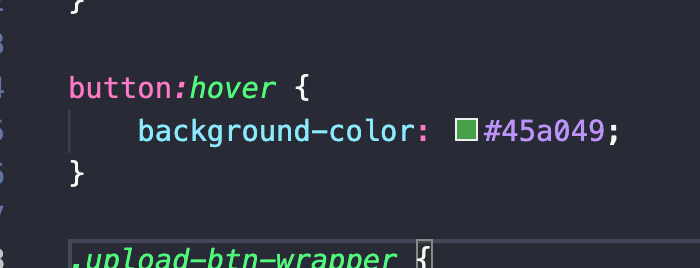 }
button:hover {
background-color: #45a049;
}
.upload-btn-wrapper {